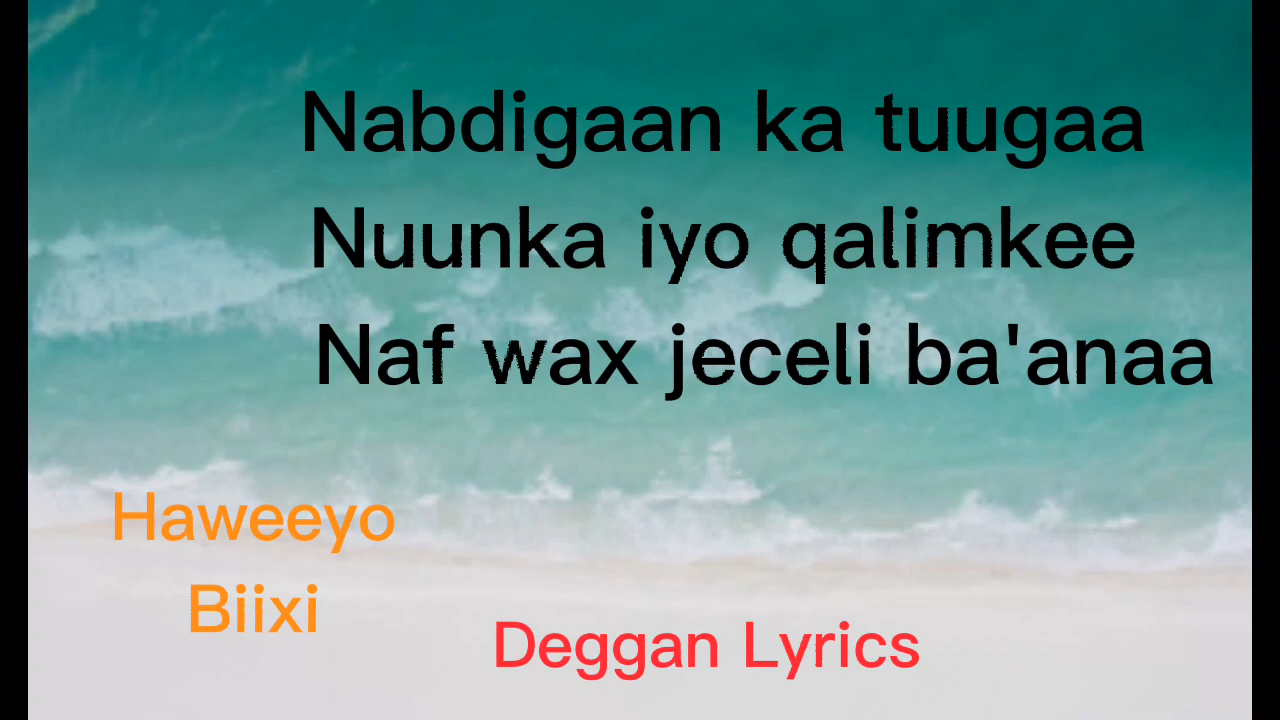 Nabdigaan ka tuugaa
Nuunka iyo qalimkee
Naf wax jeceli ba'anaa
Haweeyo
Biixi
Deggan Lyrics